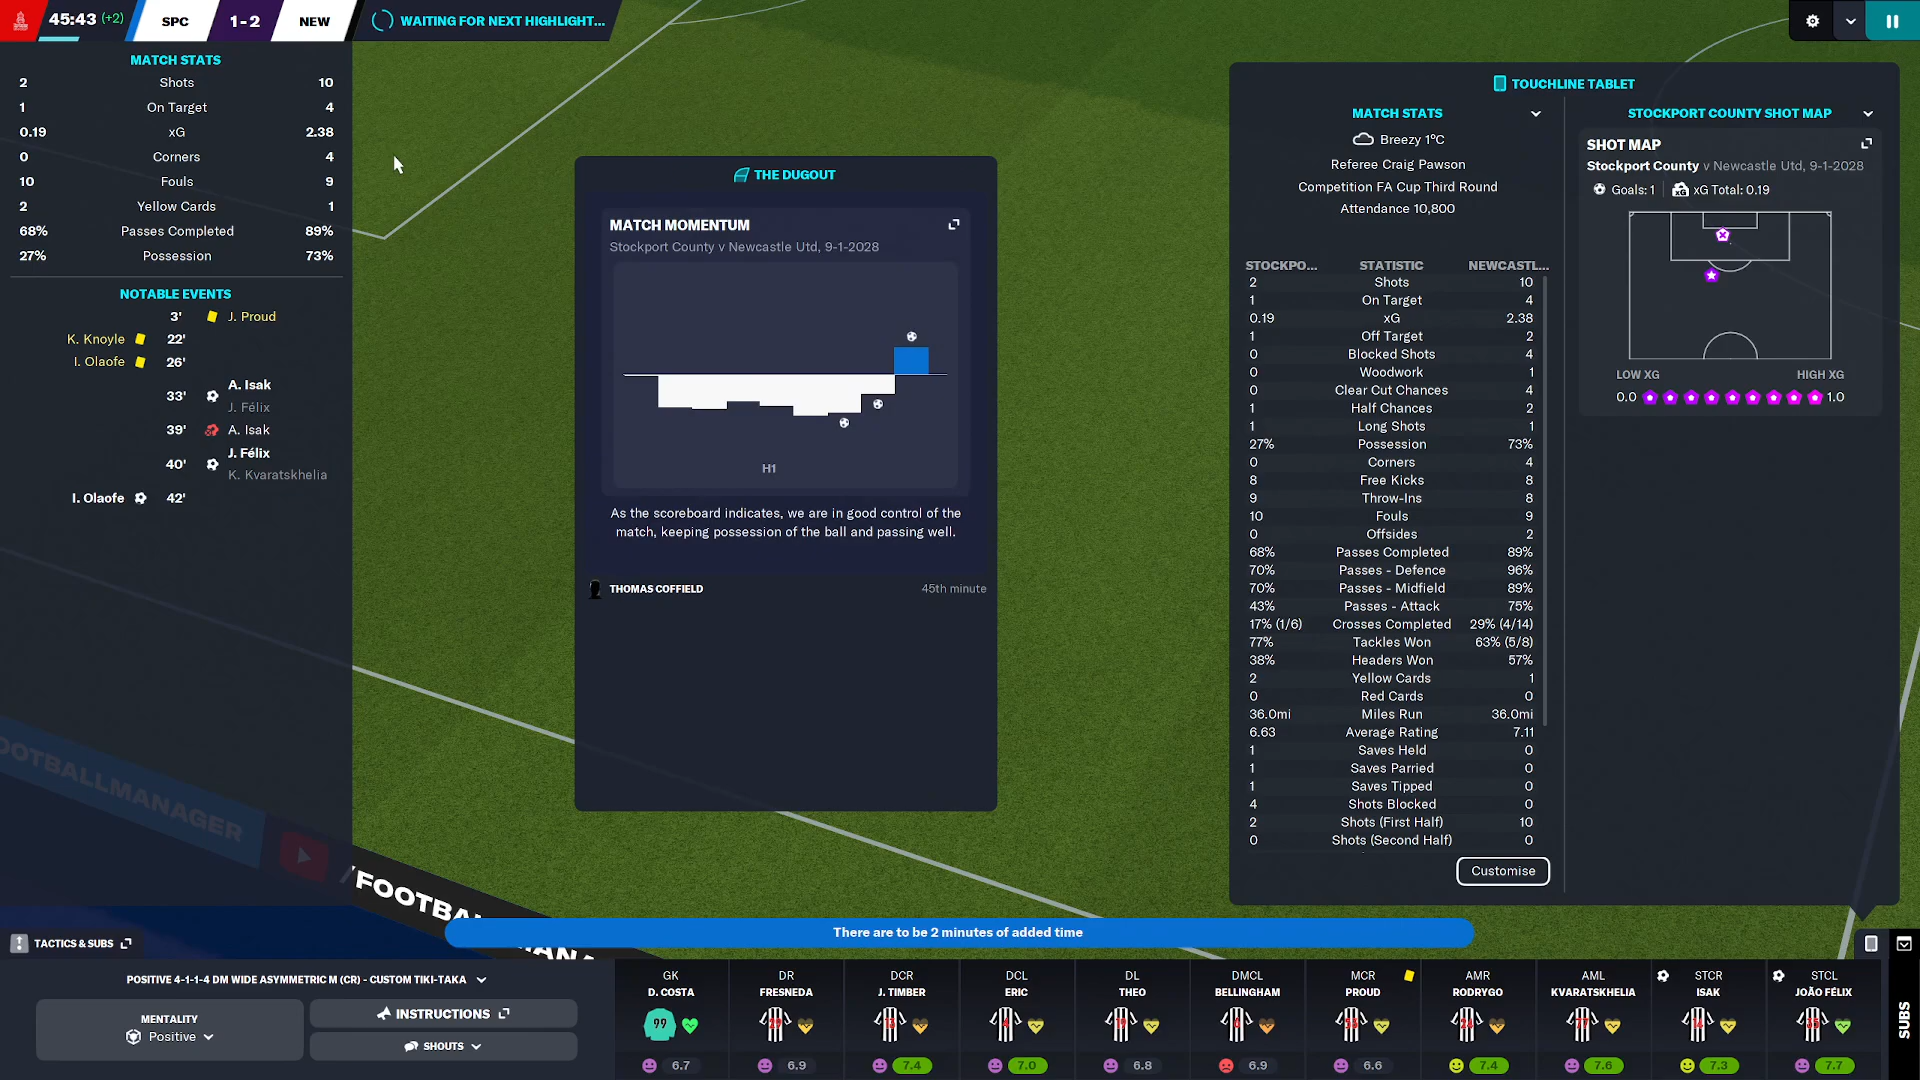 45:43 (+2) SPC 1-2 NEW WAITING FOR NEXT HIGHLIGHT...
MATCH STATS
2 Shots 10
1 On Target 4
0.19 xG 2.38
0 Corners 4
10 Fouls 9
2 Yellow Cards 1
68% Passes Completed 89%
27% Possession 73%
NOTABLE EVENTS
3' J. Proud
K. Knoyle 22'
I. Olaofe 26'
33' A. Isak
J. Félix
39' A. Isak
40' J. Félix
K. Kvaratskhelia
I. Olaofe 42'
THE DUGOUT
MATCH MOMENTUM
Stockport County v Newcastle Utd, 9-1-2028
H1
As the scoreboard indicates, we are in good control of the
match, keeping possession of the ball and passing well.
THOMAS COFFIELD 45th minute
TOUCHLINE TABLET
MATCH STATS
Breezy 1°C
Referee Craig Pawson
Competition FA Cup Third Round
Attendance 10,800
STOCKPO... STATISTIC NEWCASTL...
2 Shots 10
1 On Target 4
0.19 xG 2.38
1 Off Target 2
0 Blocked Shots 4
0 Woodwork 1
0 Clear Cut Chances 4
1 Half Chances 2
1 Long Shots 1
27% Possession 73%
0 Corners 4
8 Free Kicks 8
9 Throw-Ins 8
10 Fouls 9
0 Offsides 2
68% Passes Completed 89%
70% Passes - Defence 96%
70% Passes - Midfield 89%
43% Passes - Attack 75%
17% (1/6) Crosses Completed 29% (4/14)
77% Tackles Won 63% (5/8)
38% Headers Won 57%
2 Yellow Cards 1
0 Red Cards 0
36.0mi Miles Run 36.0mi
6.63 Average Rating 7.11
1 Saves Held 0
1 Saves Parried 0
1 Saves Tipped 0
4 Shots Blocked 0
2 Shots (First Half) 10
0 Shots (Second Half) 0
Customise
STOCKPORT COUNTY SHOT MAP
SHOT MAP
Stockport County v Newcastle Utd, 9-1-2028
Goals: 1 xG xG Total: 0.19
LOW XG HIGH XG
0.0 1.0
OOTBALLMANAGER
/FOOTBA
There are to be 2 minutes of added time
TACTICS & SUBS
POSITIVE 4-1-1-4 DM WIDE ASYMMETRIC M (CR) - CUSTOM TIKI-TAKA
MENTALITY
Positive
INSTRUCTIONS
SHOUTS
GK DR DCR DCL DL DMCL MCR AMR AML STCR STCL
D. COSTA FRESNEDA J. TIMBER ERIC THEO BELLINGHAM PROUD RODRYGO KVARATSKHELIA ISAK JOÃO FÉLIX
99
6.7 6.9 7.4 7.0 6.8 6.9 6.6 7.4 7.6 7.3 7.7
SUBS